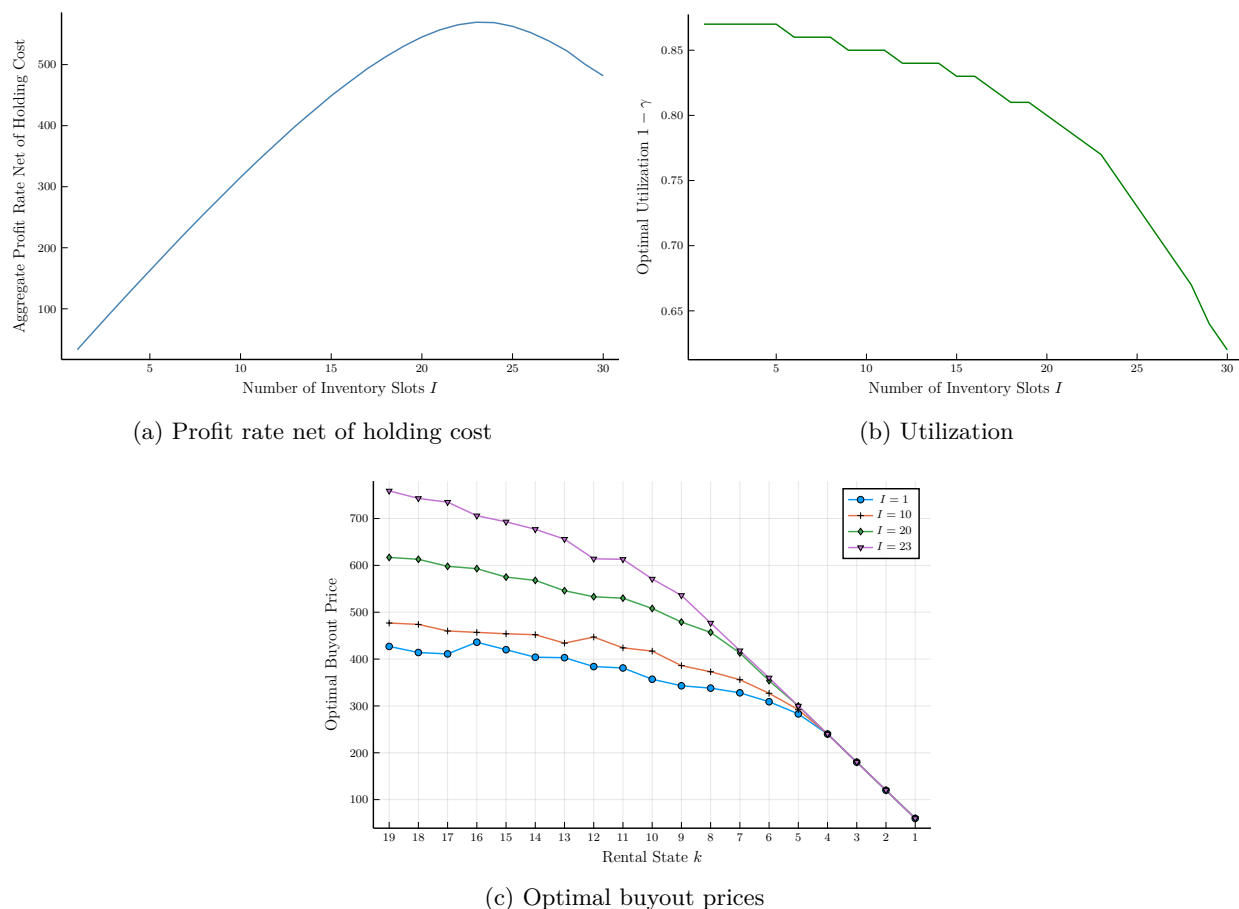 Aggregate Profit Rate Net of Holding Cost
500
400
300
200
100
5 10 15 20 25 30
Number of Inventory Slots I
(a) Profit rate net of holding cost
Optimal Utilization 1 − γ
0.85
0.80
0.75
0.70
0.65
5 10 15 20 25 30
Number of Inventory Slots I
(b) Utilization
Optimal Buyout Price
700
600
500
400
300
200
100
I = 1
I = 10
I = 20
I = 23
19 18 17 16 15 14 13 12 11 10 9 8 7 6 5 4 3 2 1
Rental State k
(c) Optimal buyout prices